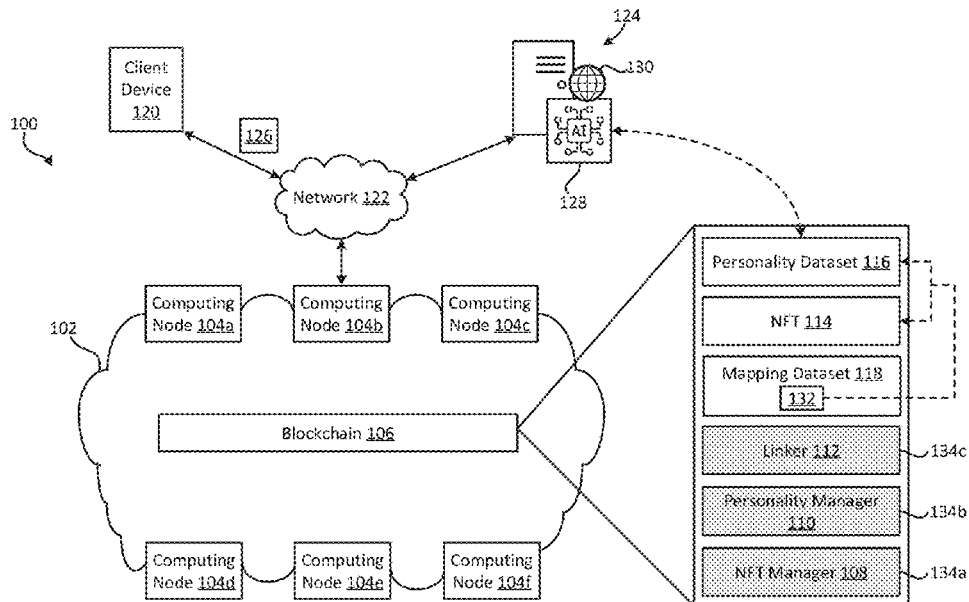 124
130
Client
Device
120
100
126
AI
128
Network 122
Personality Dataset 116
Computing
Node 104a
Computing
Node 104b
Computing
Node 104c
NFT 114
102
Mapping Dataset 118
132
Blockchain 106
Linker 112
134c
Personality Manager
110
134b
Computing
Node 104d
Computing
Node 104e
Computing
Node 104f
NFT Manager 108
134a